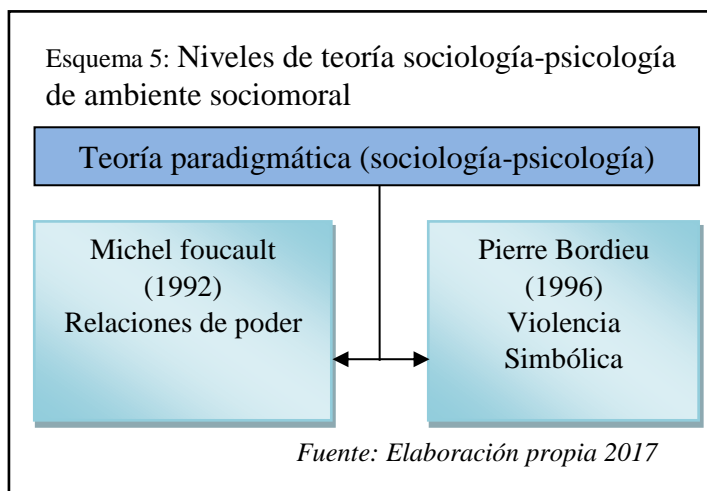 Esquema 5: Niveles de teoría sociología-psicología
de ambiente sociomoral
Teoría paradigmática (sociología-psicología)
Michel foucault
(1992)
Relaciones de poder
Pierre Bordieu
(1996)
Violencia
Simbólica
Fuente: Elaboración propia 2017